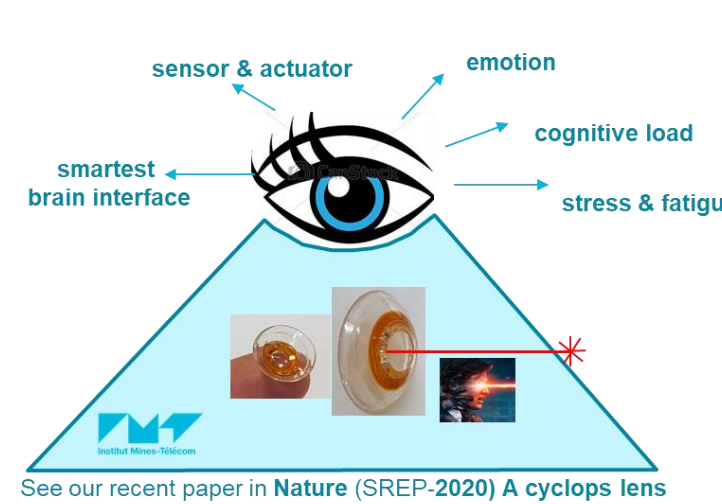 sensor & actuator
emotion
cognitive load
smartest
brain interface
stress & fatigu
CanStock
Institut Mines-Télécom
See our recent paper in Nature (SREP-2020) A cyclops lens